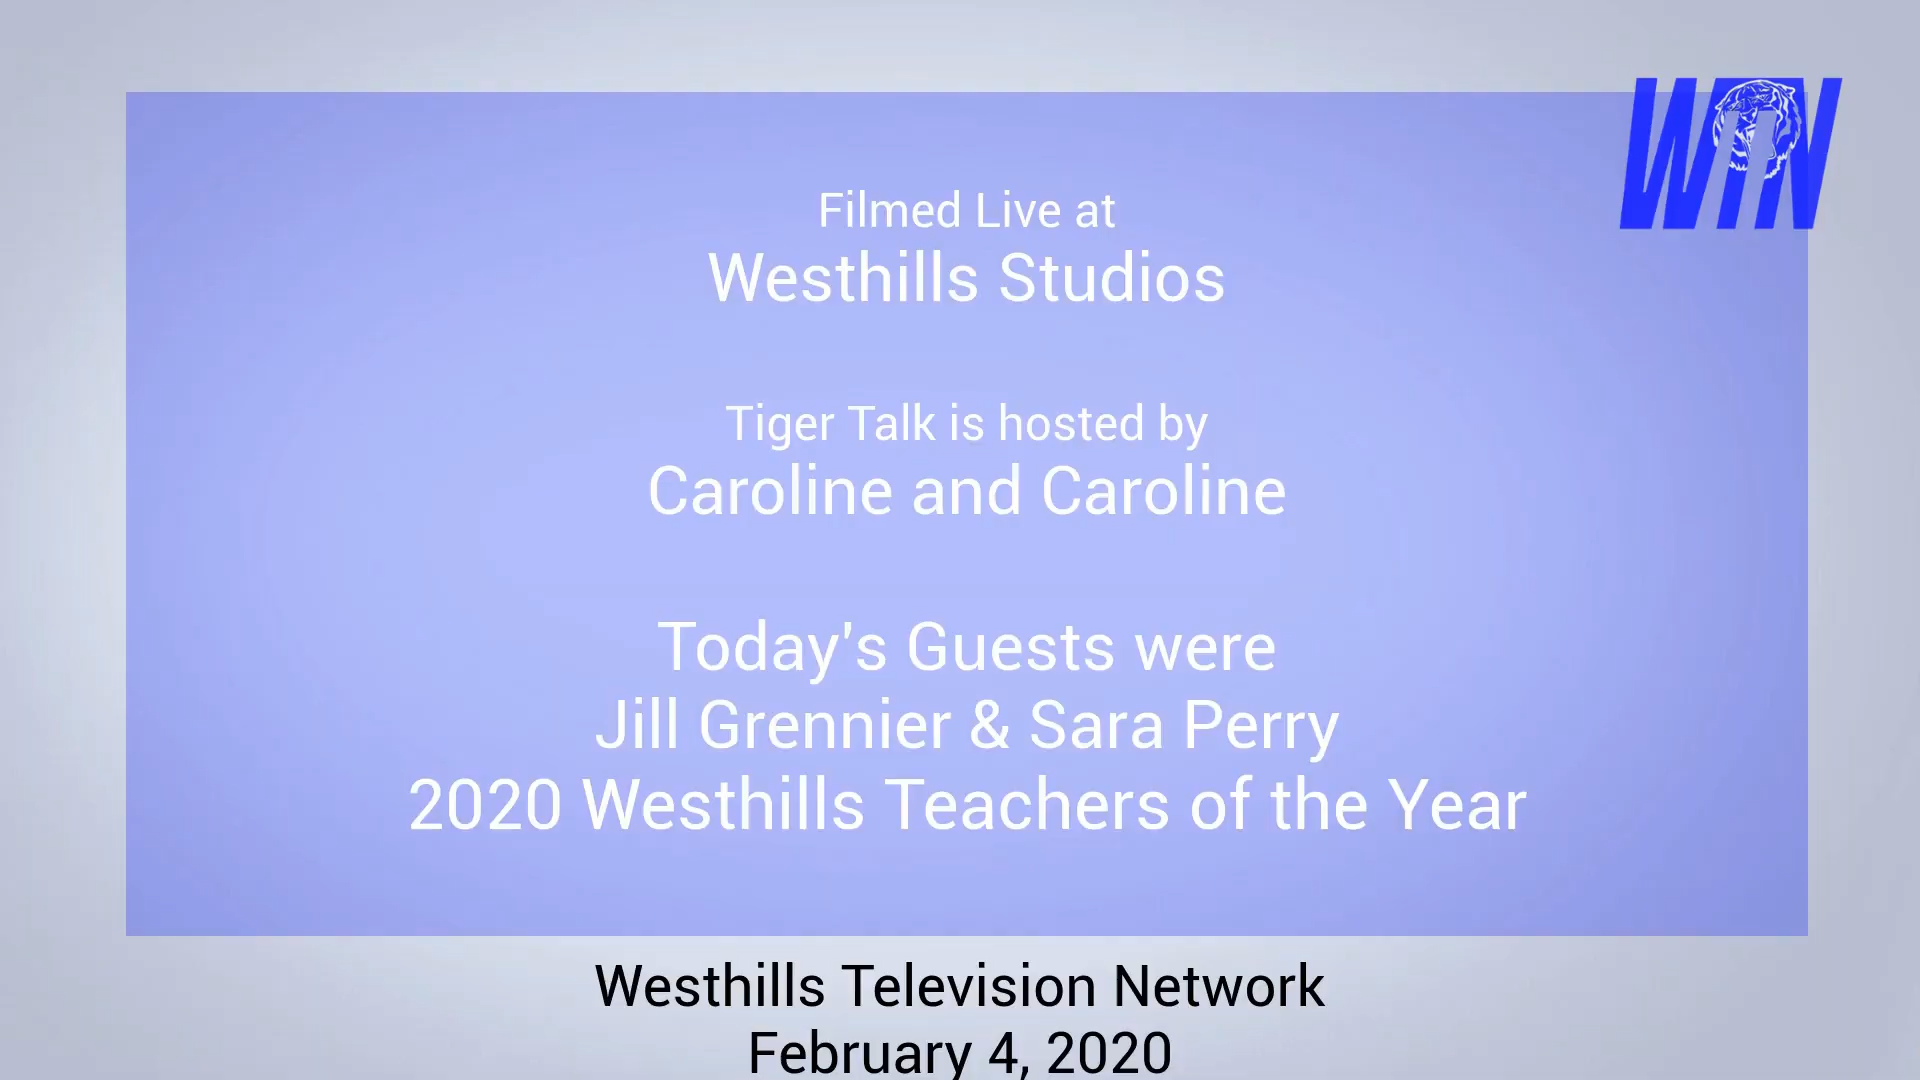 WTN
Filmed Live at
Westhills Studios
Tiger Talk is hosted by
Caroline and Caroline
Today's Guests were
Jill Grennier & Sara Perry
2020 Westhills Teachers of the Year
Westhills Television Network
February 4, 2020